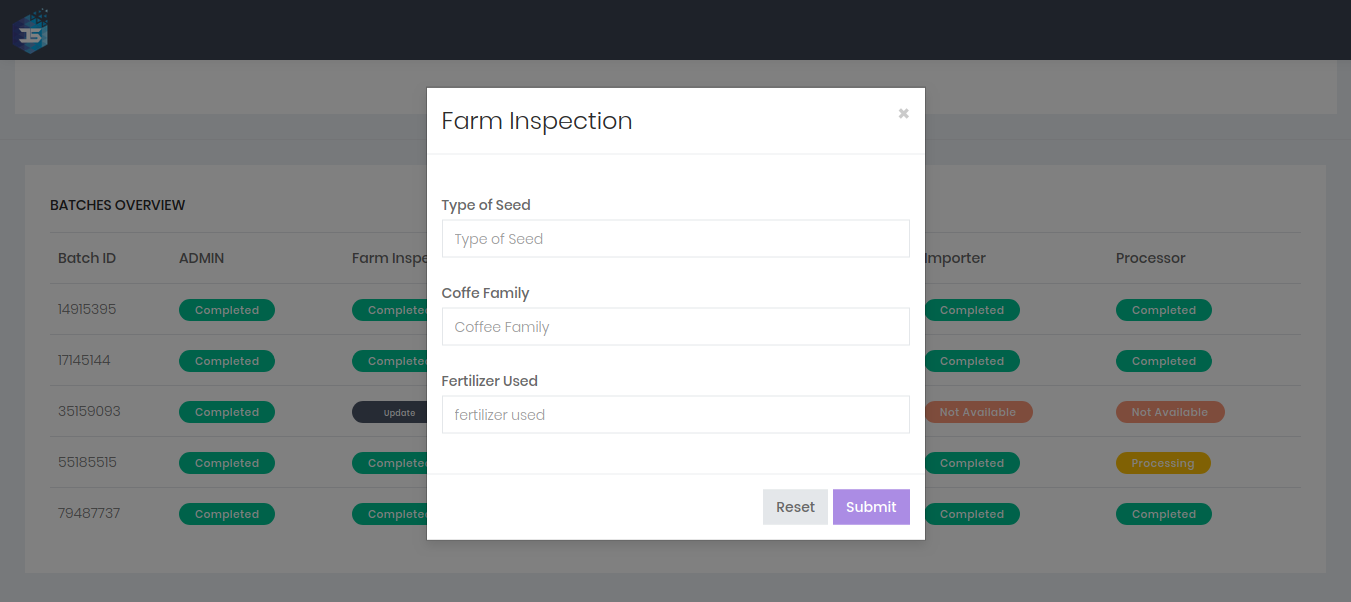 JS
Farm Inspection
×
Type of Seed
Type of Seed
Coffe Family
Coffee Family
Fertilizer Used
fertilizer used
Reset Submit
BATCHES OVERVIEW
Batch ID ADMIN Farm Inspe Importer Processor
14915395 Completed Complete Completed Completed
17145144 Completed Complete Completed Completed
35159093 Completed Update Not Available Not Available
55185515 Completed Complete Completed Processing
79487737 Completed Complete Completed Completed